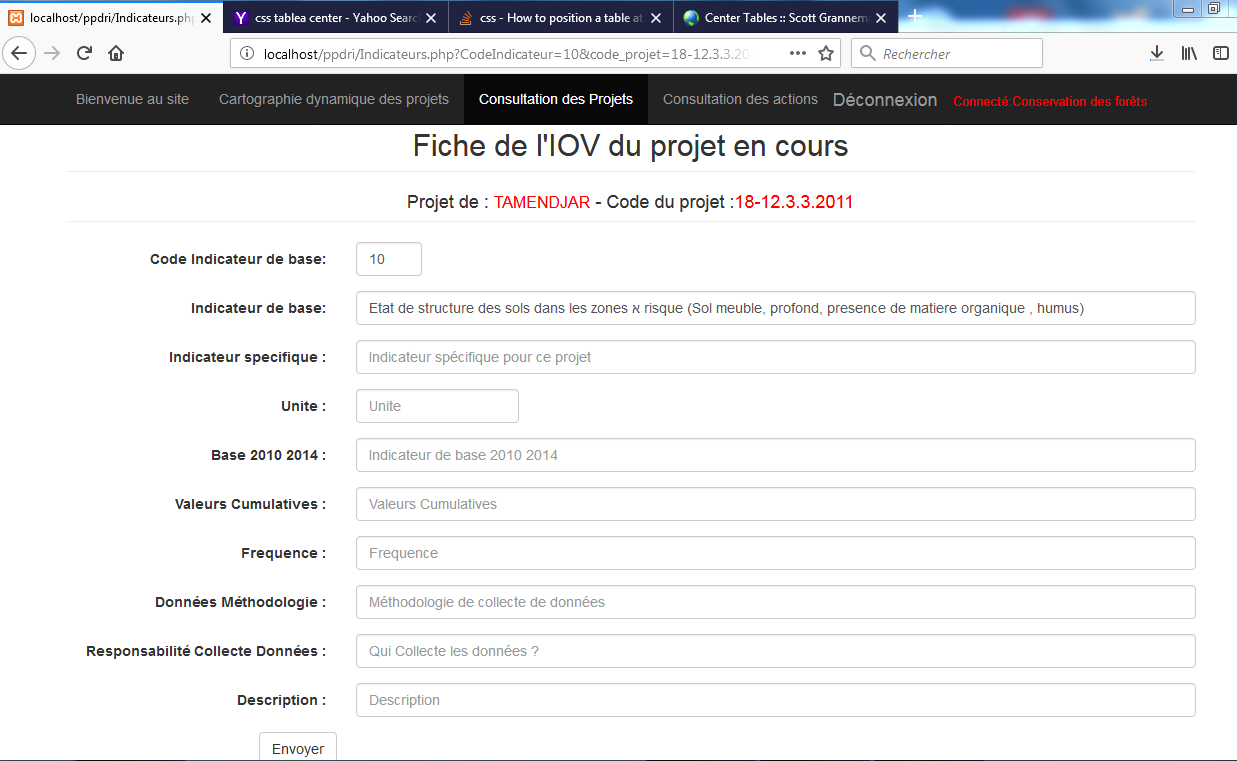 localhost/ppdri/Indicateurs.php
css tablea center - Yahoo Searc
css - How to position a table at
Center Tables :: Scott Grannem
localhost/ppdri/Indicateurs.php?CodeIndicateur=10&code_projet=18-12.3.3.20
Rechercher
Bienvenue au site
Cartographie dynamique des projets
Consultation des Projets
Consultation des actions
Déconnexion
Connecté:Conservation des forêts
Fiche de l'IOV du projet en cours
Projet de : TAMENDJAR - Code du projet :18-12.3.3.2011
Code Indicateur de base: 10
Indicateur de base: Etat de structure des sols dans les zones א risque (Sol meuble, profond, presence de matiere organique , humus)
Indicateur specifique : Indicateur spécifique pour ce projet
Unite : Unite
Base 2010 2014 : Indicateur de base 2010 2014
Valeurs Cumulatives : Valeurs Cumulatives
Frequence : Frequence
Données Méthodologie : Méthodologie de collecte de données
Responsabilité Collecte Données : Qui Collecte les données ?
Description : Description
Envoyer